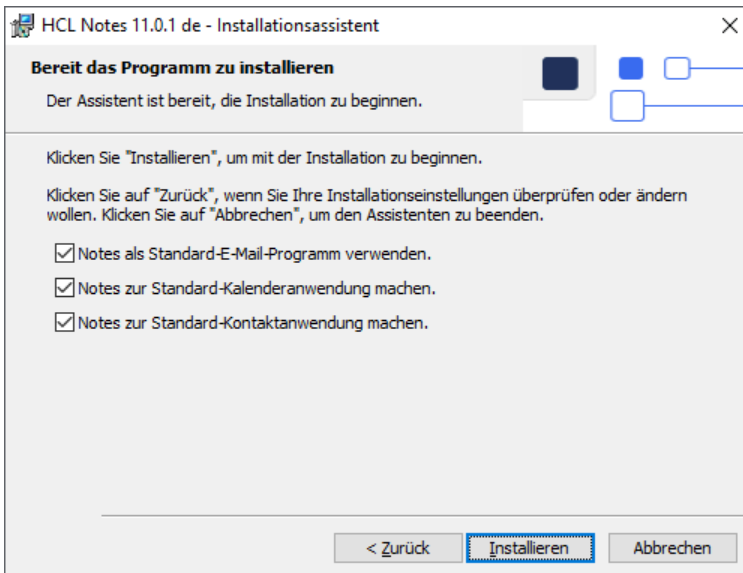 HCL Notes 11.0.1 de - Installationsassistent
Bereit das Programm zu installieren
Der Assistent ist bereit, die Installation zu beginnen.
Klicken Sie "Installieren", um mit der Installation zu beginnen.
Klicken Sie auf "Zurück", wenn Sie Ihre Installationseinstellungen überprüfen oder ändern
wollen. Klicken Sie auf "Abbrechen", um den Assistenten zu beenden.
Notes als Standard-E-Mail-Programm verwenden.
Notes zur Standard-Kalenderanwendung machen.
Notes zur Standard-Kontaktanwendung machen.
< Zurück Installieren Abbrechen